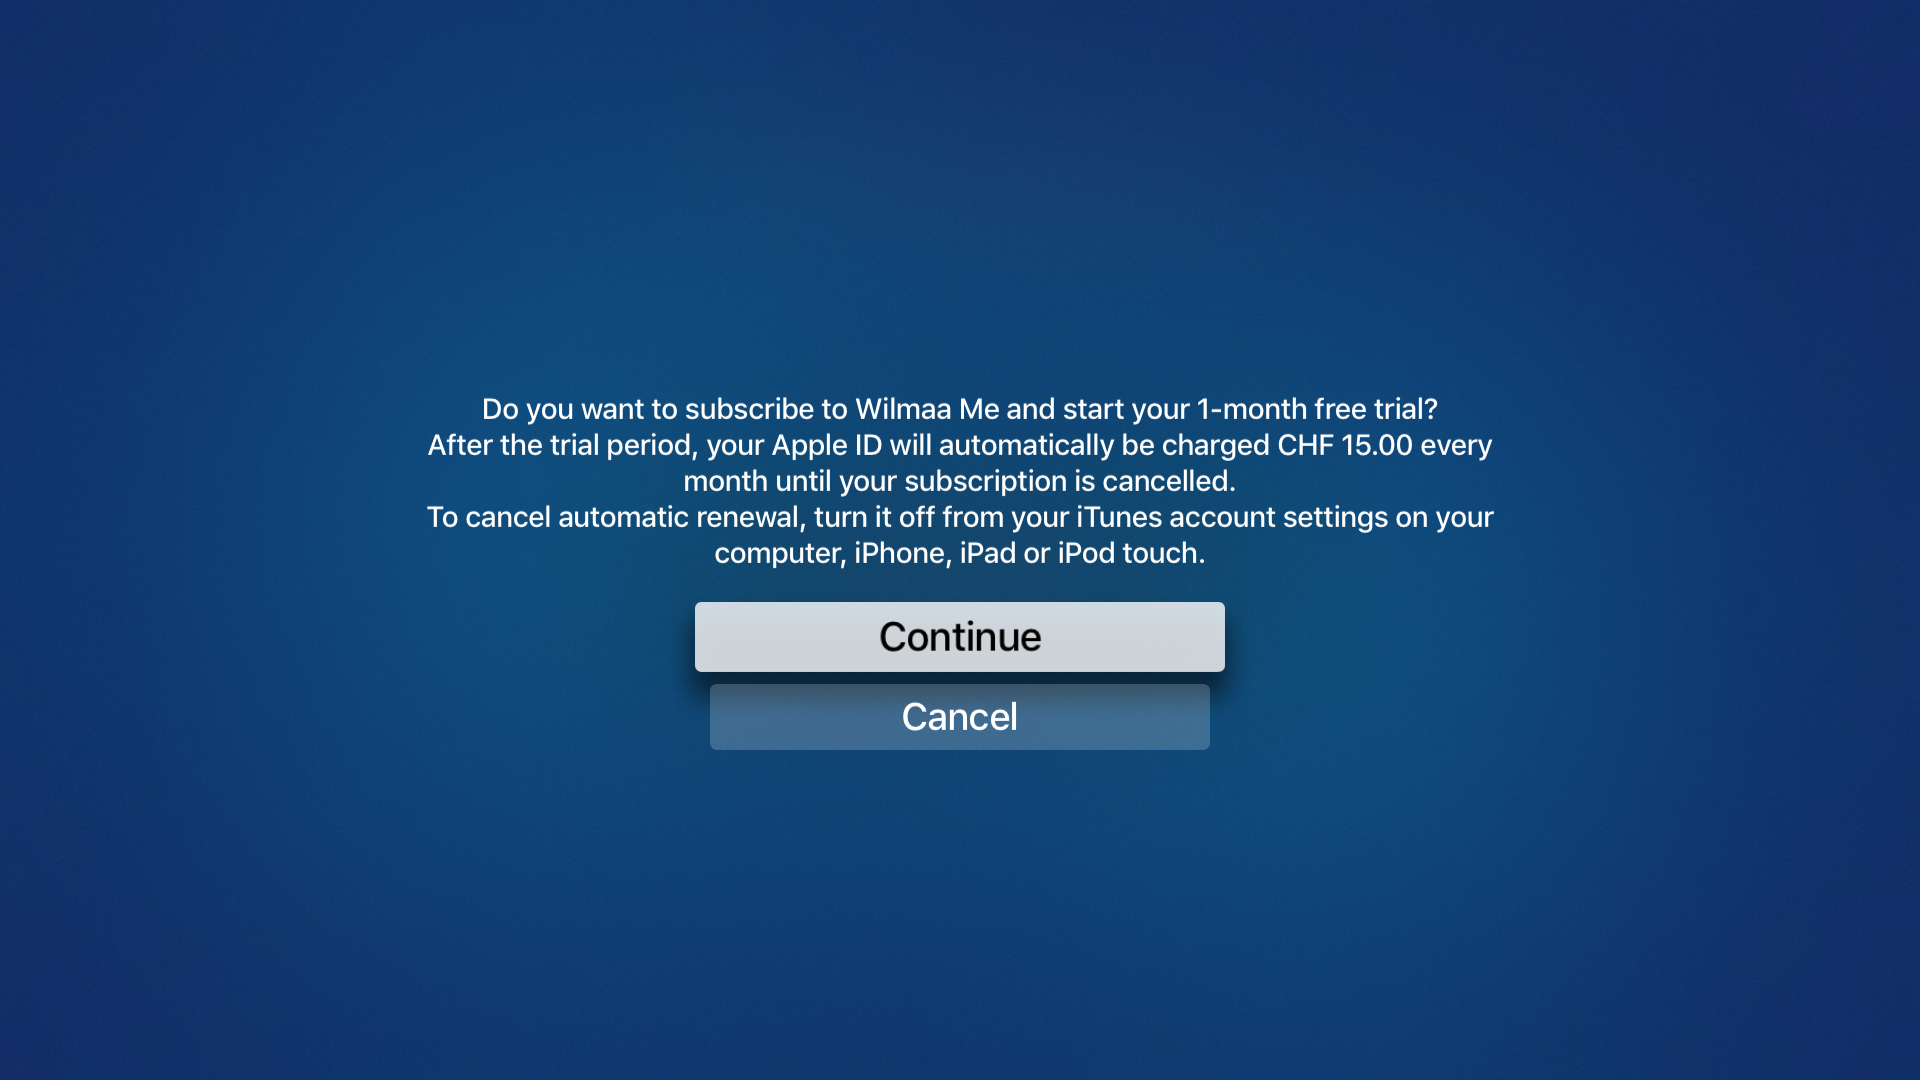 Do you want to subscribe to Wilmaa Me and start your 1-month free trial?
After the trial period, your Apple ID will automatically be charged CHF 15.00 every
month until your subscription is cancelled.
To cancel automatic renewal, turn it off from your iTunes account settings on your
computer, iPhone, iPad or iPod touch.
Continue
Cancel